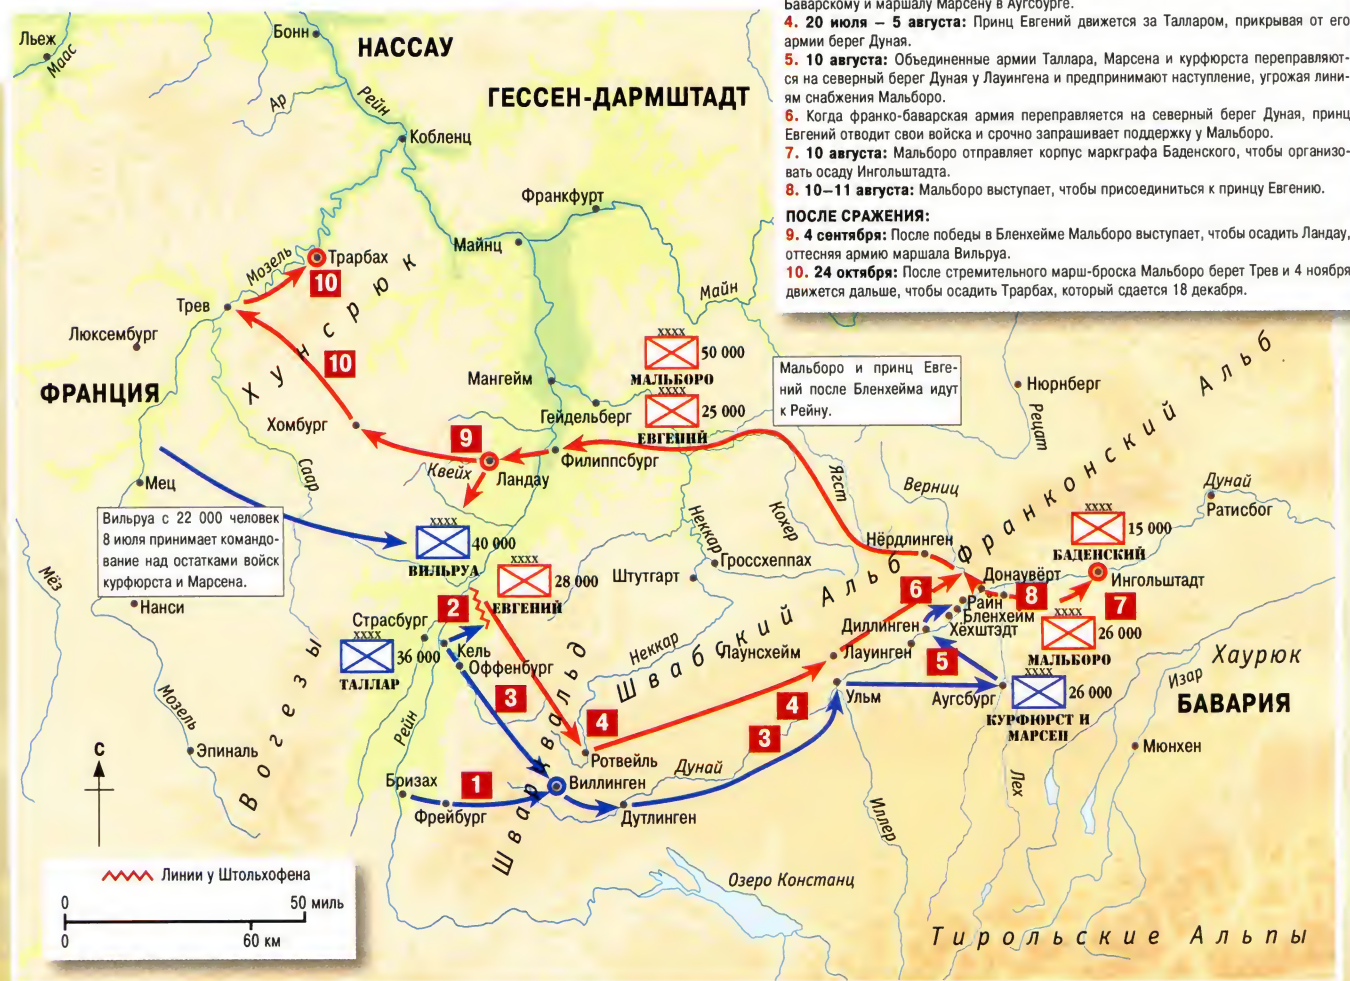 Баварскому и маршалу Марсену в Аугсбурге.
4. 20 июля – 5 августа: Принц Евгений движется за Талларом, прикрывая от его
армии берег Дуная.
5. 10 августа: Объединенные армии Таллара, Марсена и курфюрста переправляют-
ся на северный берег Дуная у Лауингена и предпринимают наступление, угрожая лини-
ям снабжения Мальборо.
6. Когда франко-баварская армия переправляется на северный берег Дуная, принц
Евгений отводит свои войска и срочно запрашивает поддержку у Мальборо.
7. 10 августа: Мальборо отправляет корпус маркграфа Баденского, чтобы организо-
вать осаду Ингольштадта.
8. 10–11 августа: Мальборо выступает, чтобы присоединиться к принцу Евгению.
ПОСЛЕ СРАЖЕНИЯ:
9. 4 сентября: После победы в Бленхейме Мальборо выступает, чтобы осадить Ландау,
оттесняя армию маршала Вильруа.
10. 24 октября: После стремительного марш-броска Мальборо берет Трев и 4 ноября
движется дальше, чтобы осадить Трарбах, который сдается 18 декабря.
Льеж
Маас
Бонн
НАССАУ
Ар
Рейн
ГЕССЕН-ДАРМШТАДТ
Кобленц
Франкфурт
Майнц
Мозель
Трарбах
10
Майн
Трев
Хунсрюк
Люксембург
10
ФРАНЦИЯ
Мангейм
Гейдельберг
XXXX
50 000
МАЛЬБОРО
XXXX
25 000
ЕВГЕНИЙ
Мальборо и принц Евге-
ний после Бленхейма идут
к Рейну.
Нюрнберг
Рецат
Франконский Альб
Хомбург
9
Квейх
Ландау
Филиппсбург
Саар
Мец
Ягст
Кохер
Верниц
Дунай
Ратисбог
Вильруа с 22 000 человек
8 июля принимает командо-
вание над остатками войск
курфюрста и Марсена.
XXXX
40 000
ВИЛЬРУА
Неккар
Гроссхеппах
Штутгарт
Нёрдлинген
XXXX
15 000
БАДЕНСКИЙ
Ингольштадт
Мёз
Нанси
XXXX
28 000
ЕВГЕНИЙ
2
Донаувёрт
6
8
7
Райн
Бленхейм
Хёхштэдт
Диллинген
XXXX
26 000
МАЛЬБОРО
Страсбург
XXXX
36 000
ТАЛЛАР
Кель
Оффенбург
Неккар
Швабский Альб
Лаунсхейм
Лауинген
5
Хаурюк
Изар
БАВАРИЯ
3
Мозель
Вогезы
Рейн
Шварквальд
4
4
Ульм
Аугсбург
XXXX
26 000
КУРФЮРСТ И
МАРСЕН
Эпиналь
Ротвейль
3
Дунай
Мюнхен
С
Бризах
1
Виллинген
Фрейбург
Дутлинген
Иллер
Лех
Озеро Констанц
Тирольские Альпы
Линии у Штольхофена
0
50 миль
0
60 км